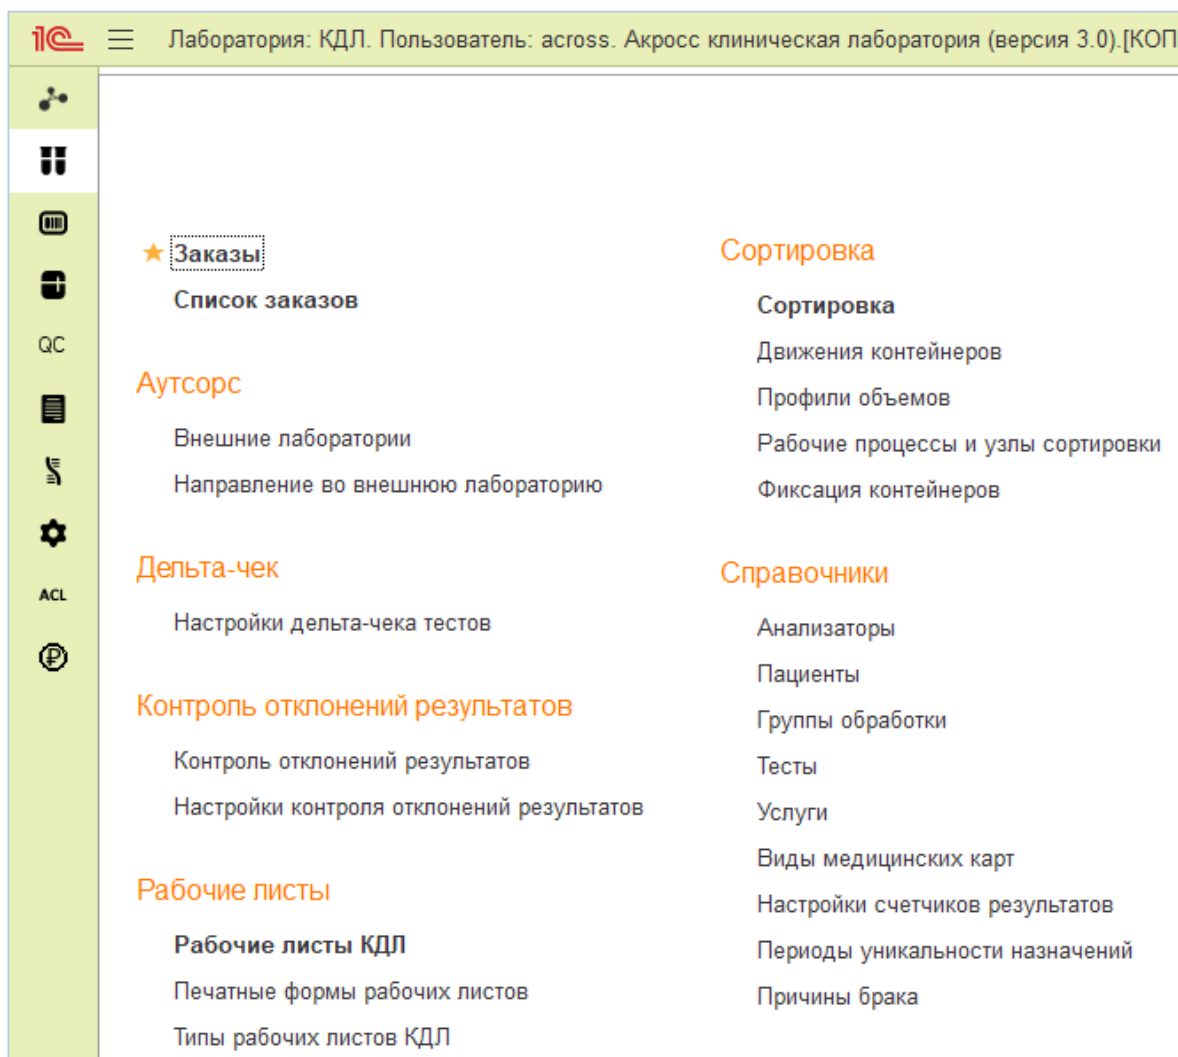 1С Лаборатория: КДЛ. Пользователь: across. Акросс клиническая лаборатория (версия 3.0).[КОП
QC
ACL
Заказы
Список заказов
Аутсорс
Внешние лаборатории
Направление во внешнюю лабораторию
Дельта-чек
Настройки дельта-чека тестов
Контроль отклонений результатов
Контроль отклонений результатов
Настройки контроля отклонений результатов
Рабочие листы
Рабочие листы КДЛ
Печатные формы рабочих листов
Типы рабочих листов КДЛ
Сортировка
Сортировка
Движения контейнеров
Профили объемов
Рабочие процессы и узлы сортировки
Фиксация контейнеров
Справочники
Анализаторы
Пациенты
Группы обработки
Тесты
Услуги
Виды медицинских карт
Настройки счетчиков результатов
Периоды уникальности назначений
Причины брака